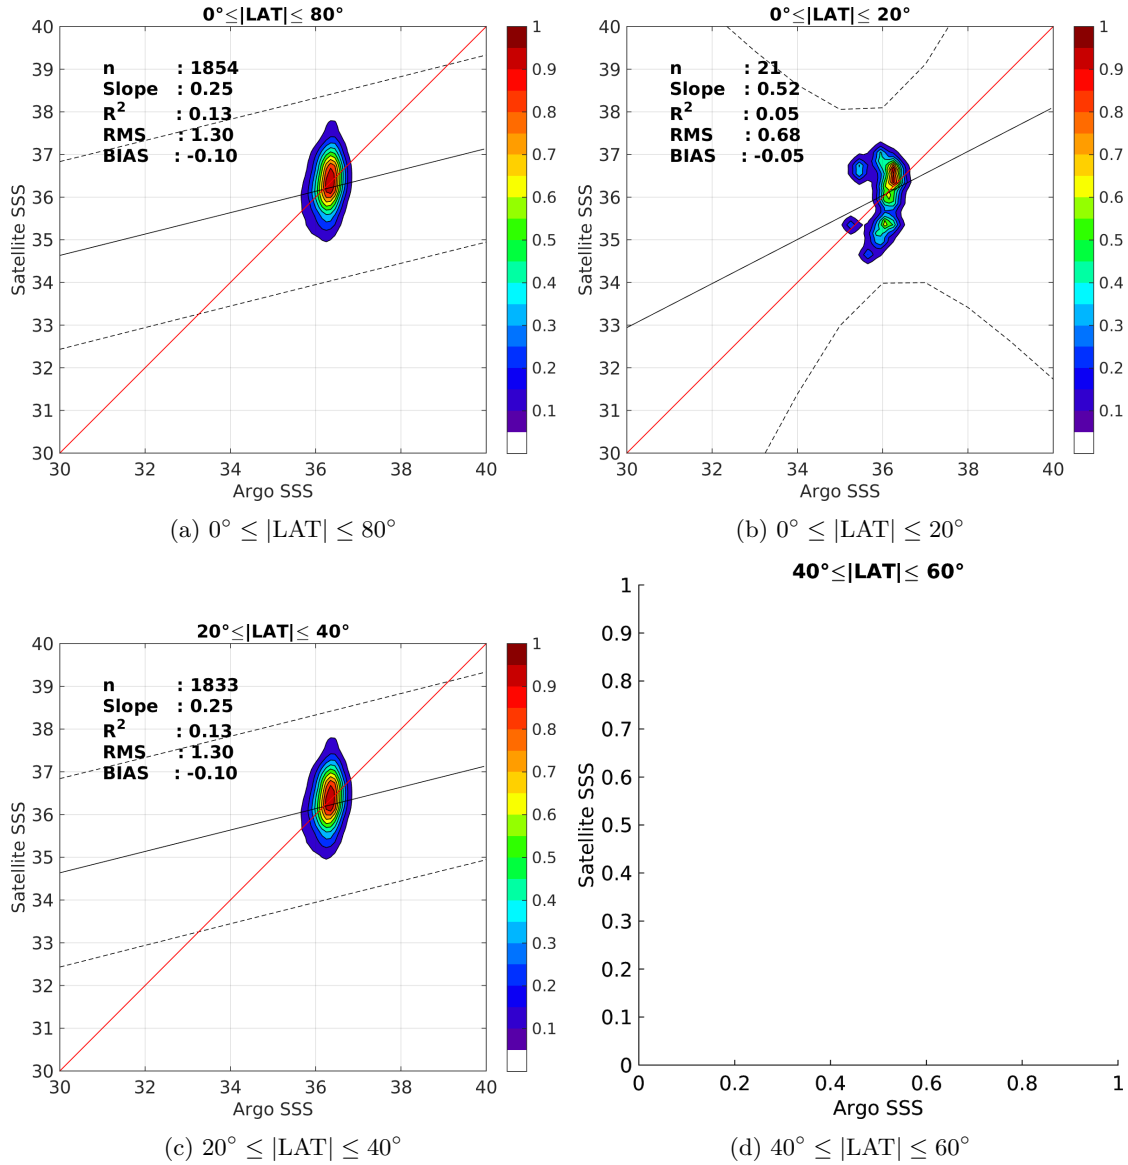 0°≤|LAT|≤ 80°
n : 1854
Slope : 0.25
R² : 0.13
RMS : 1.30
BIAS : -0.10
40
39
38
37
36
35
34
33
32
31
30
30 32 34 36 38 40
Satellite SSS
Argo SSS
1
0.9
0.8
0.7
0.6
0.5
0.4
0.3
0.2
0.1
(a) 0° ≤ |LAT| ≤ 80°
0°≤|LAT|≤ 20°
n : 21
Slope : 0.52
R² : 0.05
RMS : 0.68
BIAS : -0.05
40
39
38
37
36
35
34
33
32
31
30
30 32 34 36 38 40
Satellite SSS
Argo SSS
1
0.9
0.8
0.7
0.6
0.5
0.4
0.3
0.2
0.1
(b) 0° ≤ |LAT| ≤ 20°
20°≤|LAT|≤ 40°
n : 1833
Slope : 0.25
R² : 0.13
RMS : 1.30
BIAS : -0.10
40
39
38
37
36
35
34
33
32
31
30
30 32 34 36 38 40
Satellite SSS
Argo SSS
1
0.9
0.8
0.7
0.6
0.5
0.4
0.3
0.2
0.1
(c) 20° ≤ |LAT| ≤ 40°
40°≤|LAT|≤ 60°
1
0.9
0.8
0.7
0.6
0.5
0.4
0.3
0.2
0.1
0
0 0.2 0.4 0.6 0.8 1
Satellite SSS
Argo SSS
(d) 40° ≤ |LAT| ≤ 60°